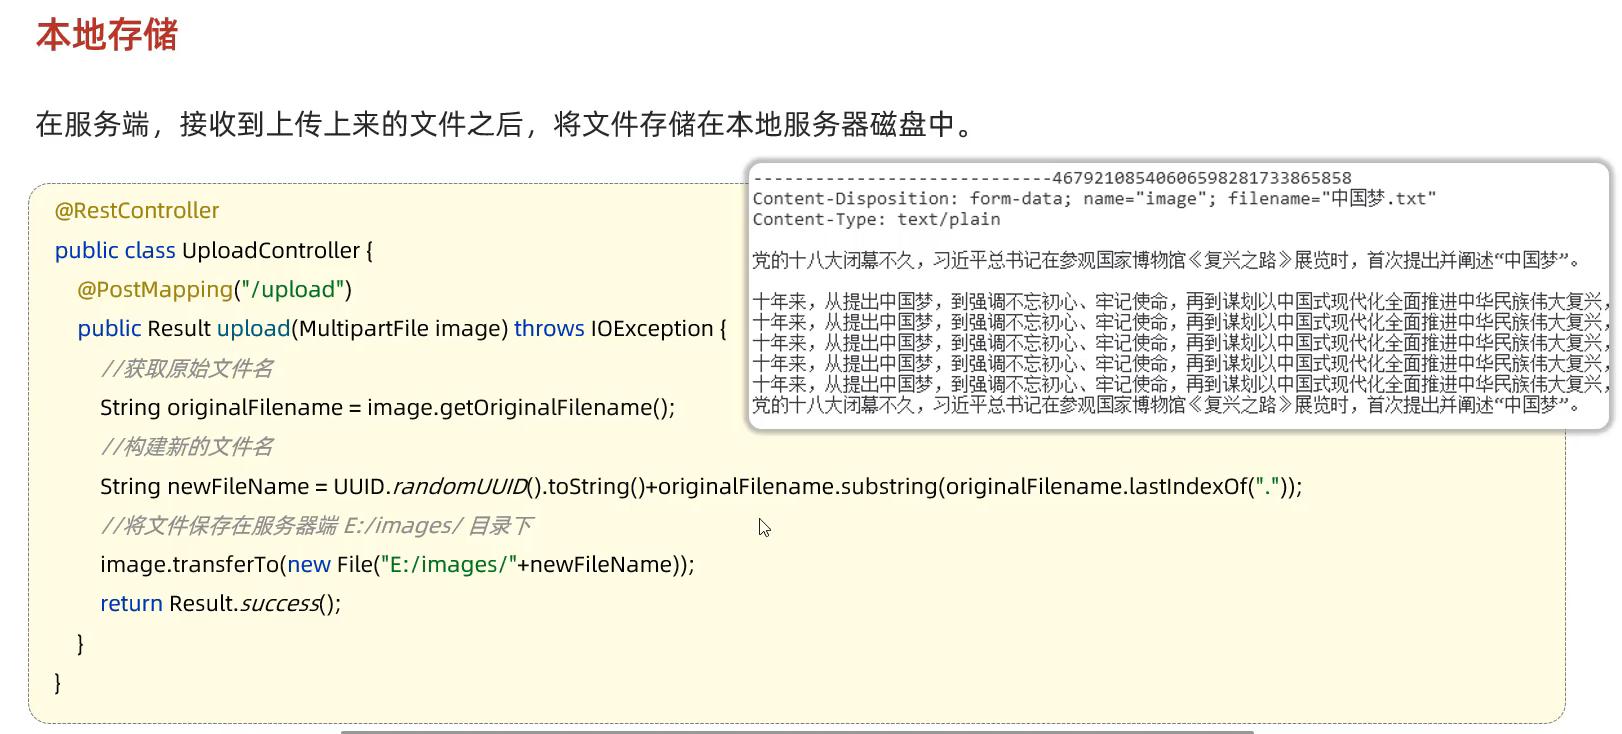 本地存储
在服务端，接收到上传上来的文件之后，将文件存储在本地服务器磁盘中。
-----------------------------467921085406066598281733865858
Content-Disposition: form-data; name="image"; filename="中国梦.txt"
Content-Type: text/plain
党的十八大闭幕不久，习近平总书记在参观国家博物馆《复兴之路》展览时，首次提出并阐述“中国梦”。
十年来，从提出中国梦，到强调不忘初心、牢记使命，再到谋划以中国式现代化全面推进中华民族伟大复兴，
十年来，从提出中国梦，到强调不忘初心、牢记使命，再到谋划以中国式现代化全面推进中华民族伟大复兴，
十年来，从提出中国梦，到强调不忘初心、牢记使命，再到谋划以中国式现代化全面推进中华民族伟大复兴，
十年来，从提出中国梦，到强调不忘初心、牢记使命，再到谋划以中国式现代化全面推进中华民族伟大复兴，
十年来，从提出中国梦，到强调不忘初心、牢记使命，再到谋划以中国式现代化全面推进中华民族伟大复兴，
党的十八大闭幕不久，习近平总书记在参观国家博物馆《复兴之路》展览时，首次提出并阐述“中国梦”。
@RestController
public class UploadController {
@PostMapping("/upload")
public Result upload(MultipartFile image) throws IOException {
//获取原始文件名
String originalFilename = image.getOriginalFilename();
//构建新的文件名
String newFileName = UUID.randomUUID().toString()+originalFilename.substring(originalFilename.lastIndexOf("."));
//将文件保存在服务器端 E:/images/ 目录下
image.transferTo(new File("E:/images/"+newFileName));
return Result.success();
}
}